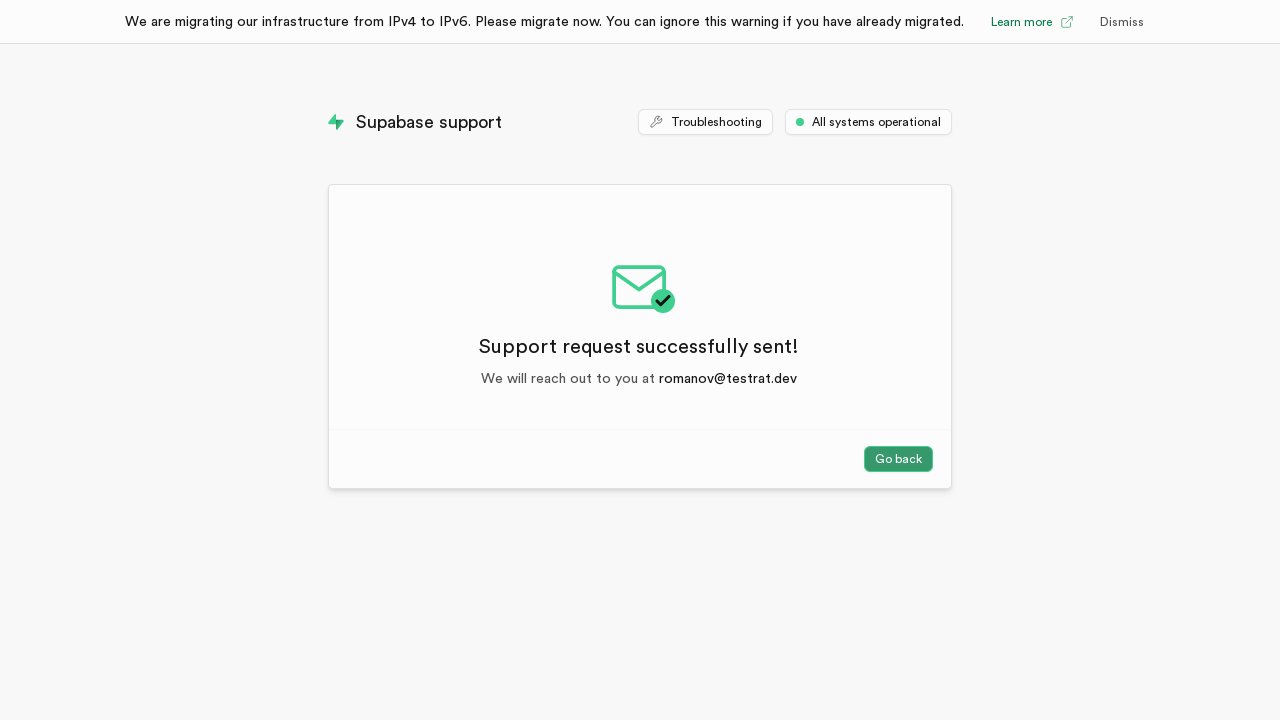 We are migrating our infrastructure from IPv4 to IPv6. Please migrate now. You can ignore this warning if you have already migrated. Learn more Dismiss
Supabase support Troubleshooting All systems operational
Support request successfully sent!
We will reach out to you at romanov@testrat.dev
Go back